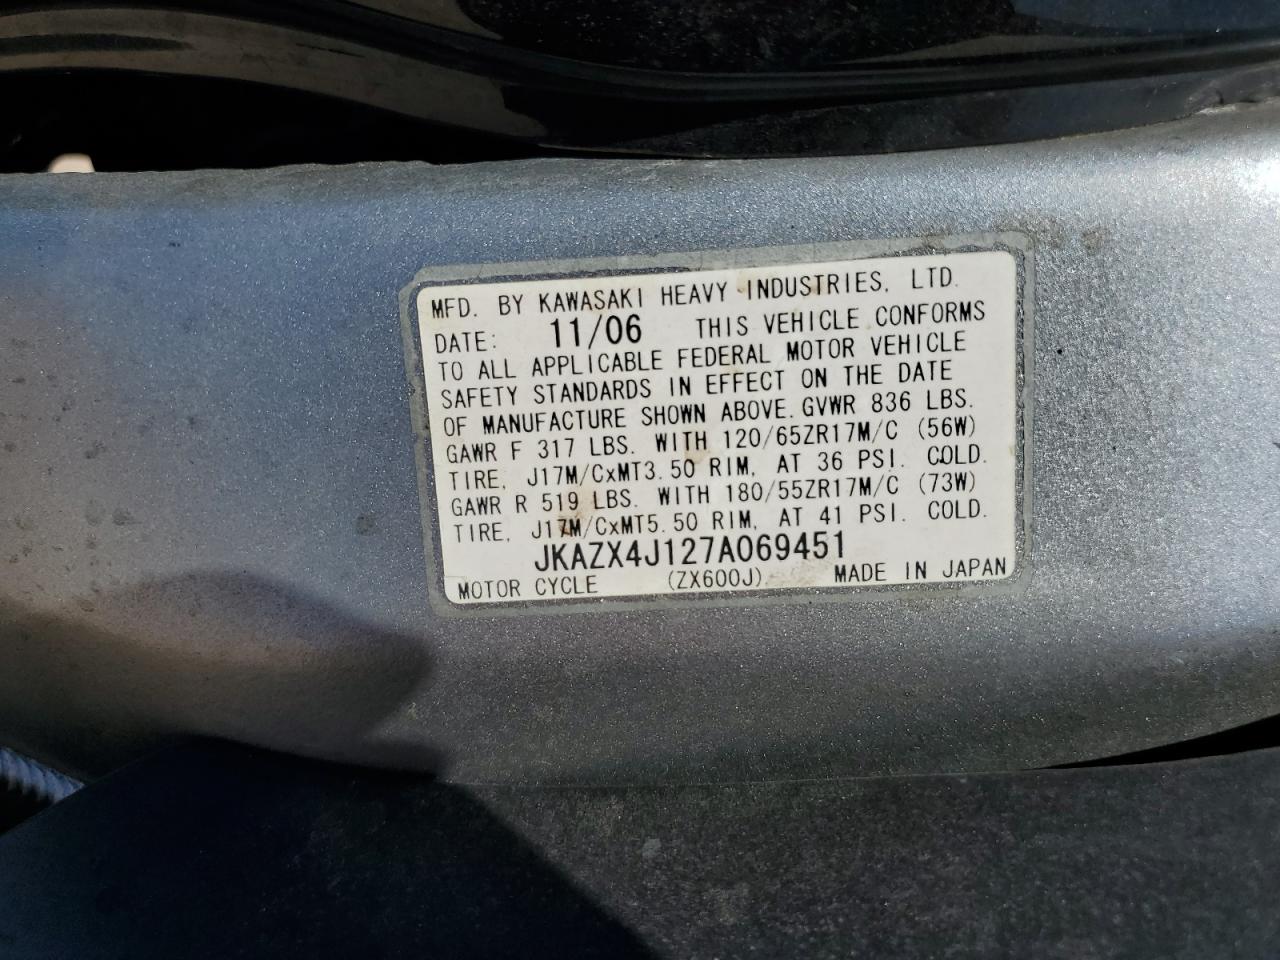 MFD. BY KAWASAKI HEAVY INDUSTRIES, LTD.
DATE: 11/06 THIS VEHICLE CONFORMS
TO ALL APPLICABLE FEDERAL MOTOR VEHICLE
SAFETY STANDARDS IN EFFECT ON THE DATE
OF MANUFACTURE SHOWN ABOVE. GVWR 836 LBS.
GAWR F 317 LBS. WITH 120/65ZR17M/C (56W)
TIRE, J17M/CxMT3.50 RIM, AT 36 PSI. COLD.
GAWR R 519 LBS. WITH 180/55ZR17M/C (73W)
TIRE, J17M/CxMT5.50 RIM, AT 41 PSI. COLD.
JKAZX4J127A069451
MOTOR CYCLE (ZX600J) MADE IN JAPAN